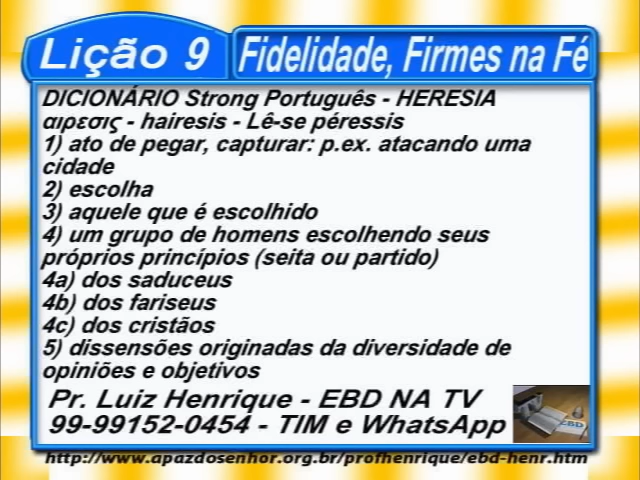 Lição 9
Fidelidade, Firmes na Fé
DICIONÁRIO Strong Português - HERESIA
αιρεσις - hairesis - Lê-se péressis
1) ato de pegar, capturar: p.ex. atacando uma
cidade
2) escolha
3) aquele que é escolhido
4) um grupo de homens escolhendo seus
próprios princípios (seita ou partido)
4a) dos saduceus
4b) dos fariseus
4c) dos cristãos
5) dissensões originadas da diversidade de
opiniões e objetivos
Pr. Luiz Henrique - EBD NA TV
99-99152-0454 - TIM e WhatsApp
EBD
http://www.apazdosenhor.org.br/profhenrique/ebd-henr.htm